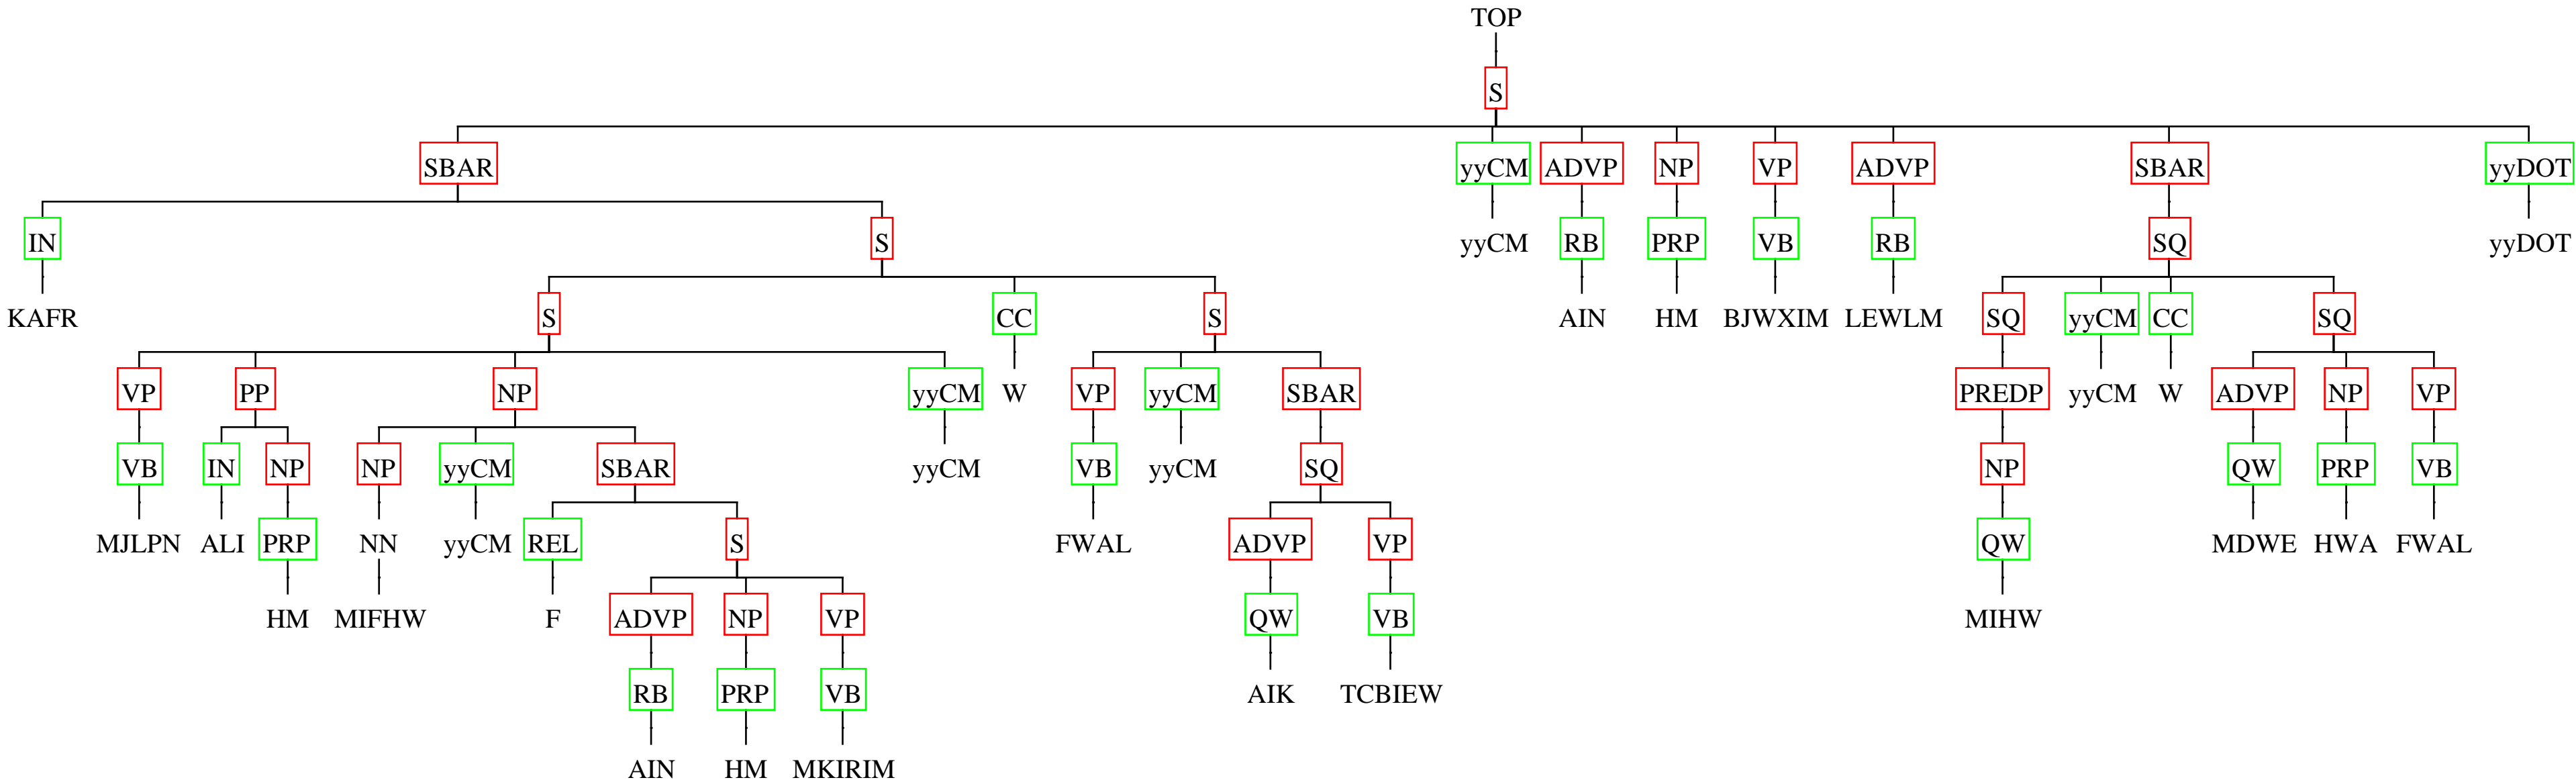 TOP
S
SBAR yyCM ADVP NP VP ADVP SBAR yyDOT
IN S yyCM RB PRP VB RB SQ yyDOT
KAFR S CC S AIN HM BJWXIM LEWLM SQ yyCM CC SQ
VP PP NP yyCM W VP yyCM SBAR PREDP yyCM W ADVP NP VP
VB IN NP NP yyCM SBAR yyCM VB yyCM SQ NP QW PRP VB
MJLPN ALI PRP NN yyCM REL S FWAL ADVP VP QW MDWE HWA FWAL
HM MIFHW F ADVP NP VP QW VB MIHW
RB PRP VB AIK TCBIEW
AIN HM MKIRIM